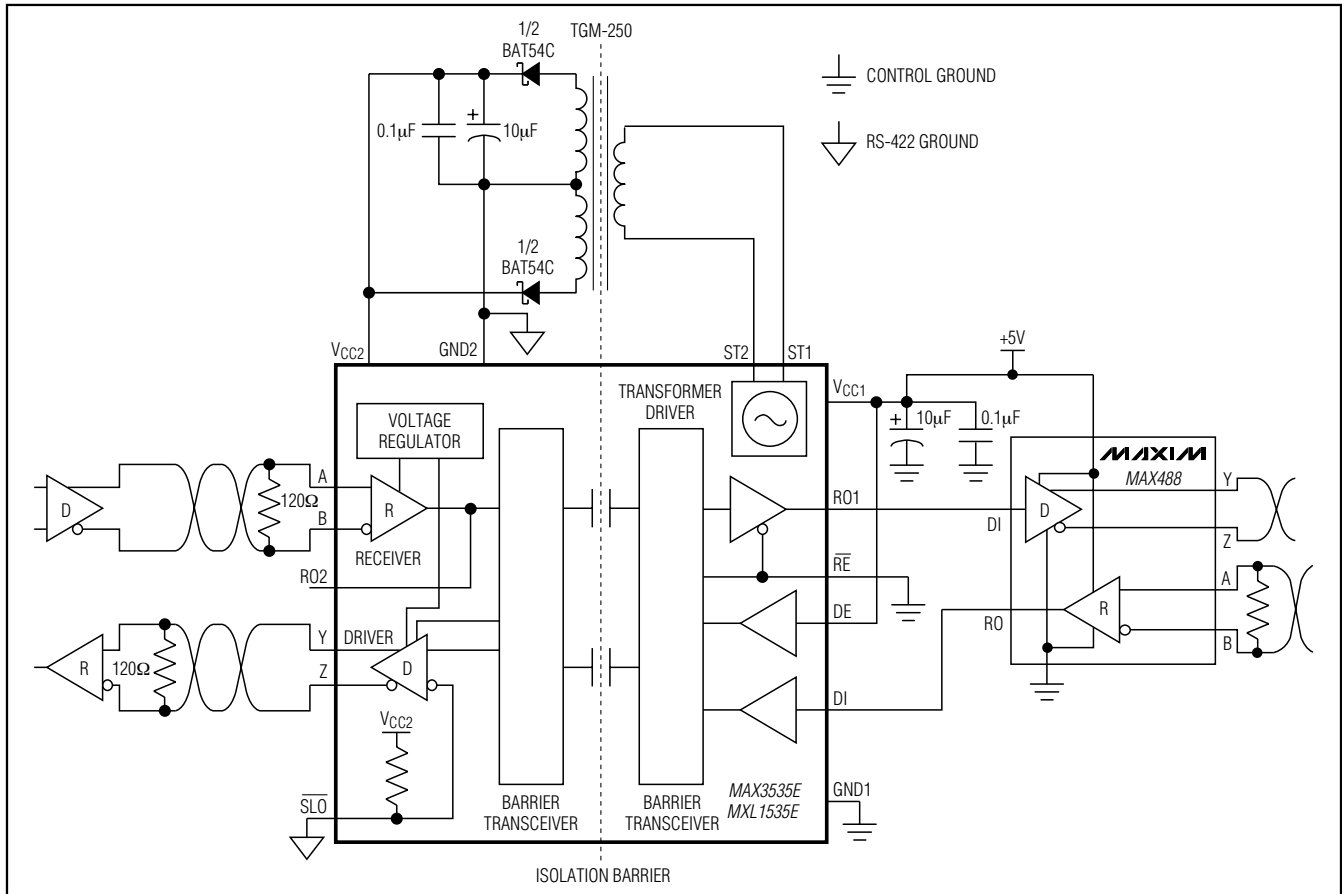 1/2
BAT54C
TGM-250
CONTROL GROUND
0.1µF
+
10µF
RS-422 GROUND
1/2
BAT54C
VCC2
GND2
ST2
ST1
+5V
VOLTAGE
REGULATOR
TRANSFORMER
DRIVER
VCC1
+
10µF
0.1µF
MAXIM
MAX488
D
120Ω
A
B
R
RECEIVER
RO2
RO1
DI
D
Y
Z
RE
DE
RO
R
A
B
R
120Ω
Y
Z
DRIVER
D
DI
VCC2
SLO
BARRIER
TRANSCEIVER
BARRIER
TRANSCEIVER
MAX3535E
MXL1535E
GND1
ISOLATION BARRIER